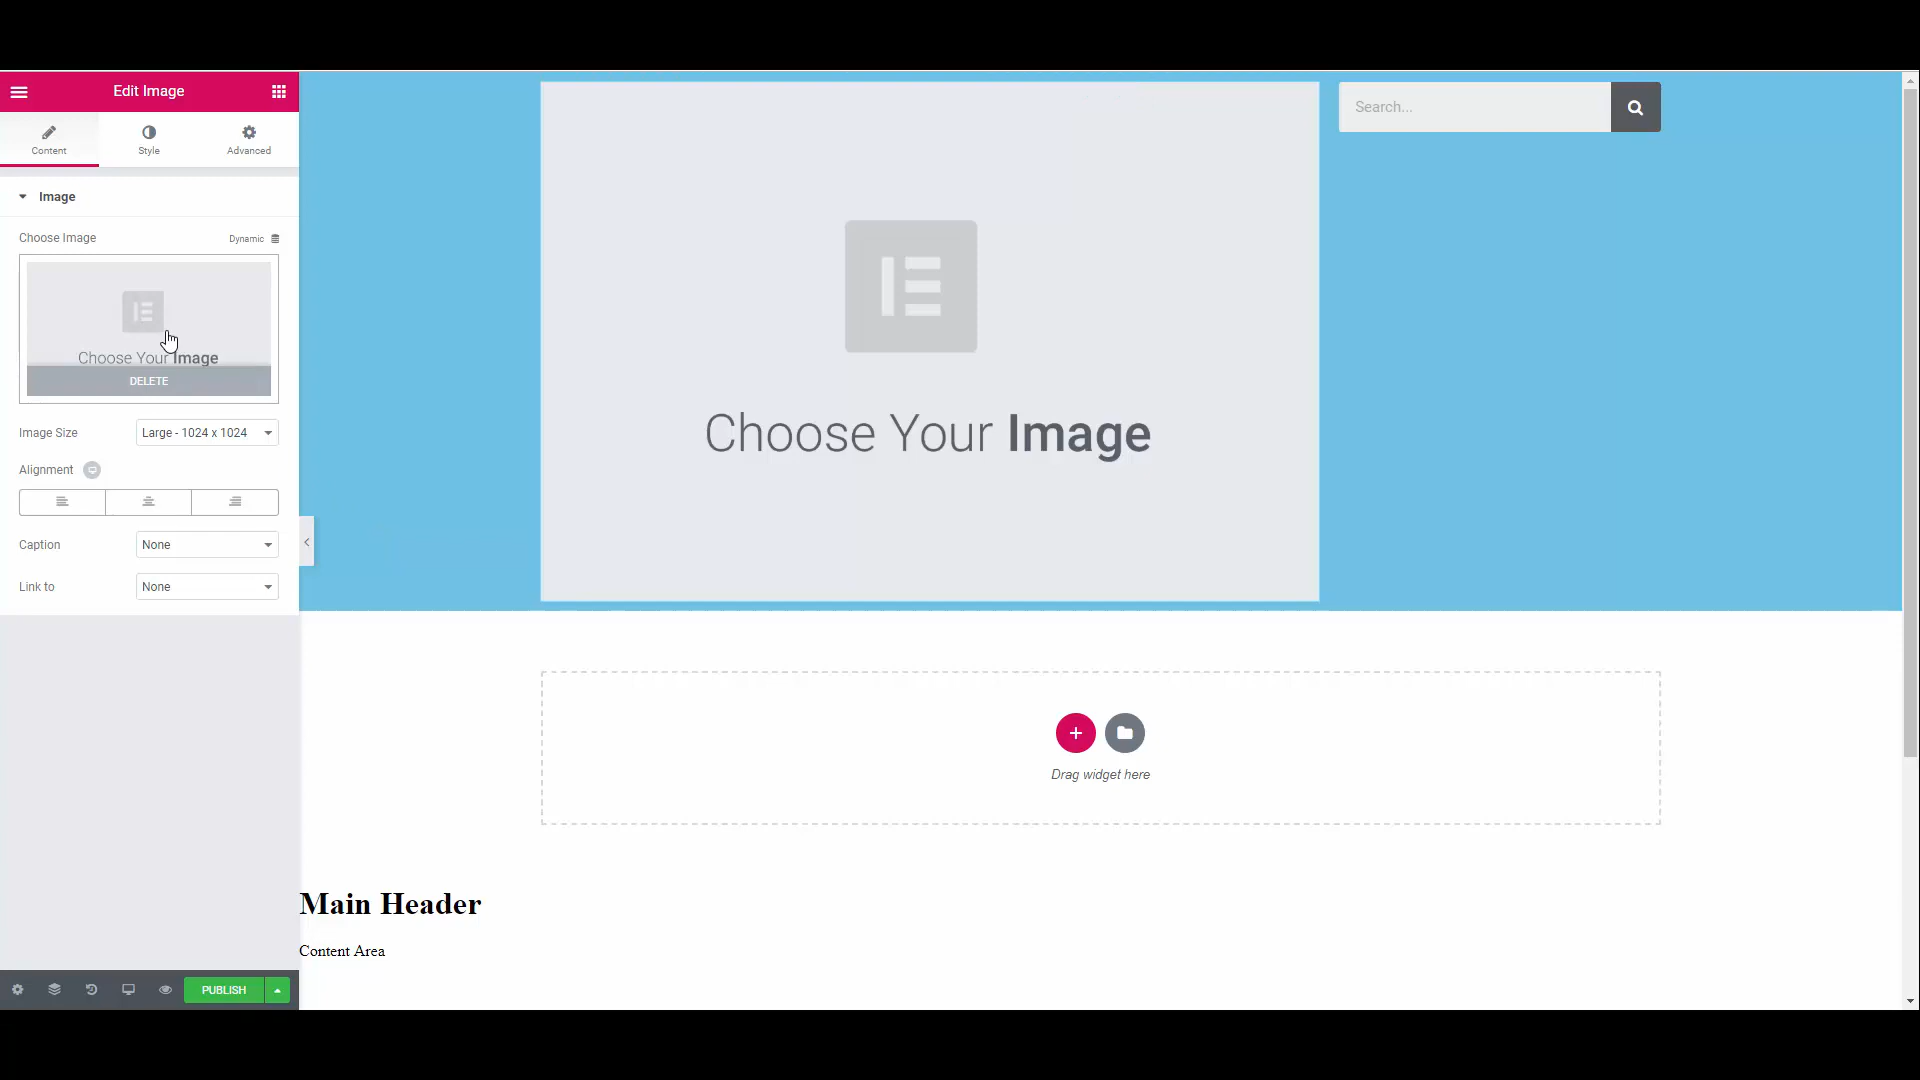 Edit Image
Content
Style
Advanced
Image
Choose Image
Dynamic
Choose Your Image
DELETE
Image Size
Large - 1024 x 1024
Alignment
Caption
None
Link to
None
PUBLISH
Search...
Choose Your Image
Drag widget here
Main Header
Content Area